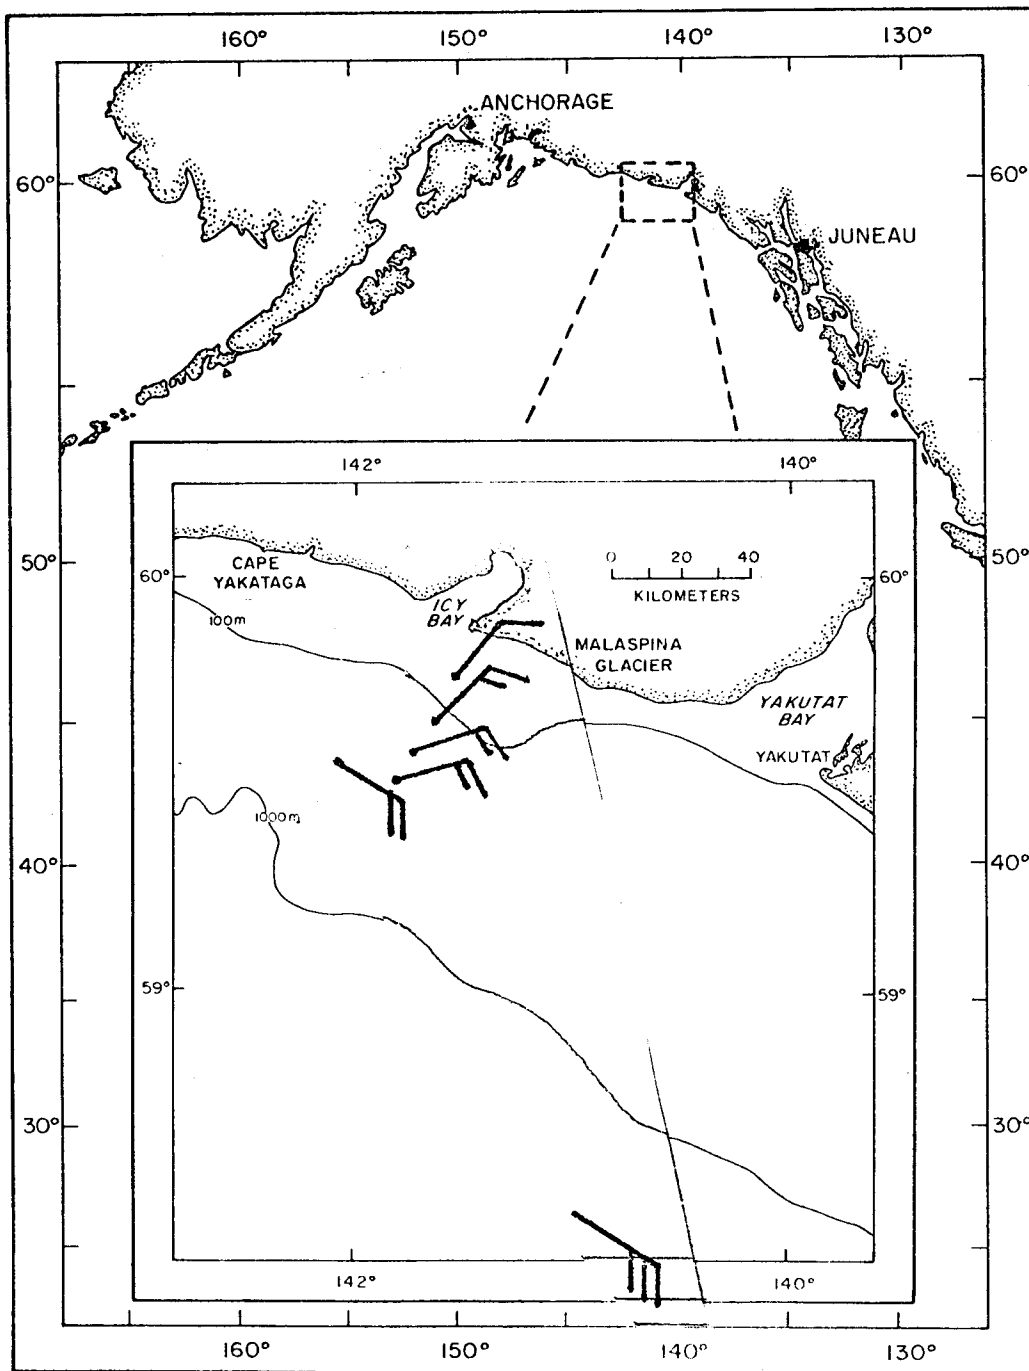 160°
150°
140°
130°
ANCHORAGE
60°
60°
JUNEAU
142°
140°
50°
50°
CAPE
YAKATAGA
0 20 40
KILOMETERS
60°
60°
ICY
BAY
100m
MALASPINA
GLACIER
YAKUTAT
BAY
YAKUTAT
1000m
40°
40°
59°
59°
30°
30°
142°
140°
160°
150°
140°
130°